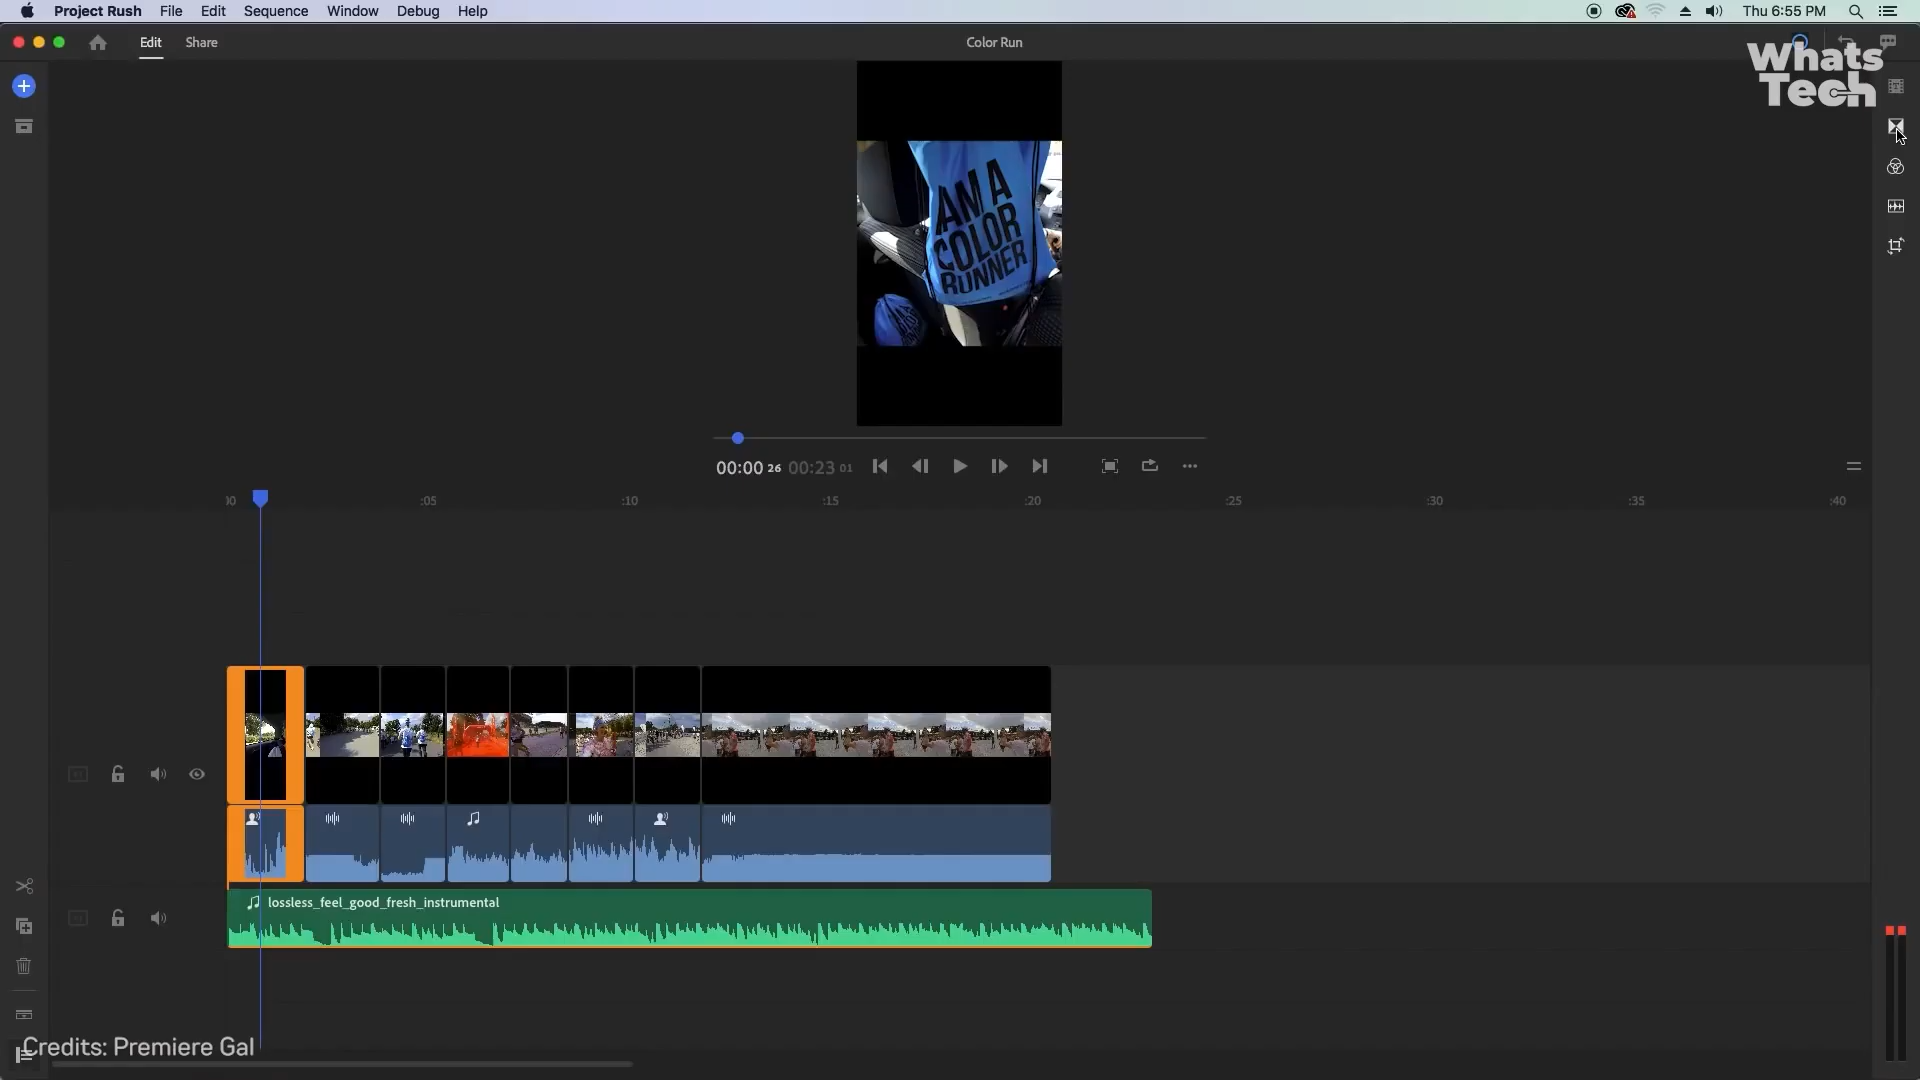 Project Rush File Edit Sequence Window Debug Help Thu 6:55 PM
Edit Share Color Run
Whats
Tech
I AM A
COLOR
RUNNER
00:00 26 00:23 01
:05 :10 :15 :20 :25 :30 :35 :40
lossless_feel_good_fresh_instrumental
Credits: Premiere Gal